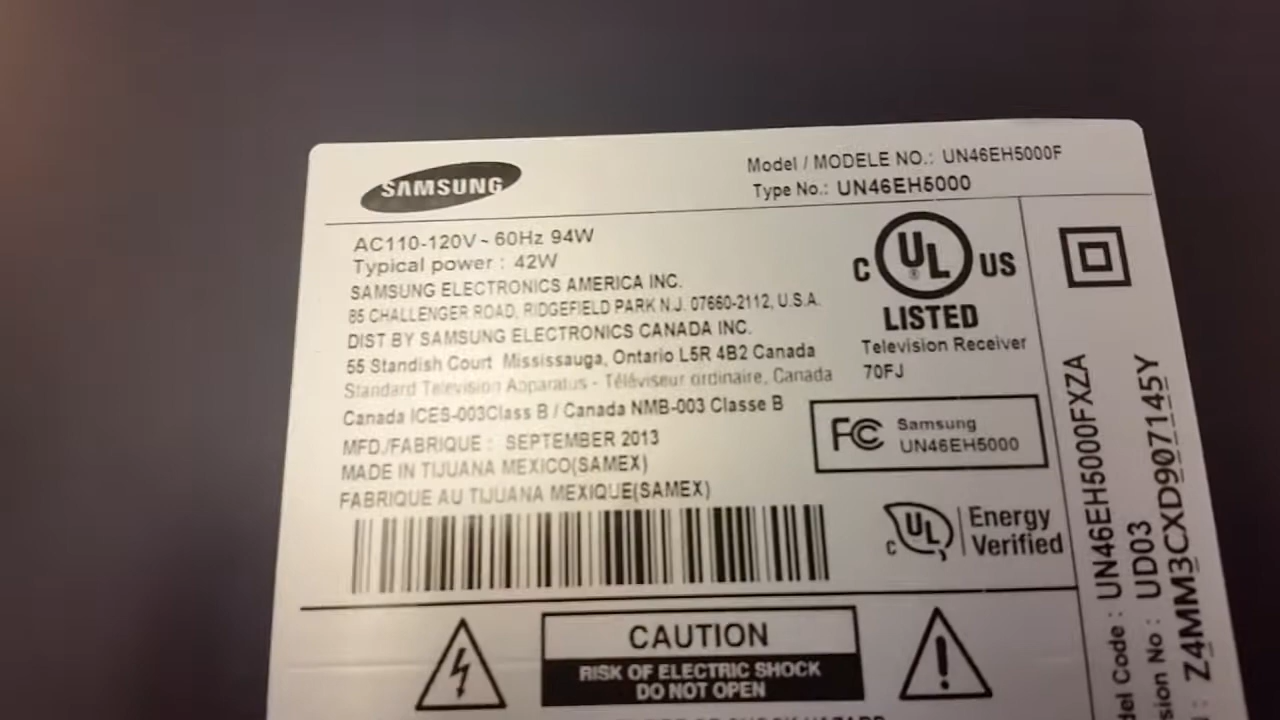 SAMSUNG
Model / MODELE NO.: UN46EH5000F
Type No.: UN46EH5000
AC110-120V ~ 60Hz 94W
Typical power : 42W
SAMSUNG ELECTRONICS AMERICA INC.
85 CHALLENGER ROAD, RIDGEFIELD PARK N.J. 07660-2112, U.S.A.
DIST BY SAMSUNG ELECTRONICS CANADA INC.
55 Standish Court Mississauga, Ontario L5R 4B2 Canada
Standard Television Apparatus - Téléviseur ordinaire, Canada
Canada ICES-003Class B / Canada NMB-003 Classe B
MFD./FABRIQUE : SEPTEMBER 2013
MADE IN TIJUANA MEXICO(SAMEX)
FABRIQUE AU TIJUANA MEXIQUE(SAMEX)
C UL ® US
LISTED
Television Receiver
70FJ
FC Samsung
UN46EH5000
c UL Energy
Verified
CAUTION
RISK OF ELECTRIC SHOCK
DO NOT OPEN
del Code : UN46EH5000FXZA
sion No : UD03
: Z4MM3CXD907145Y